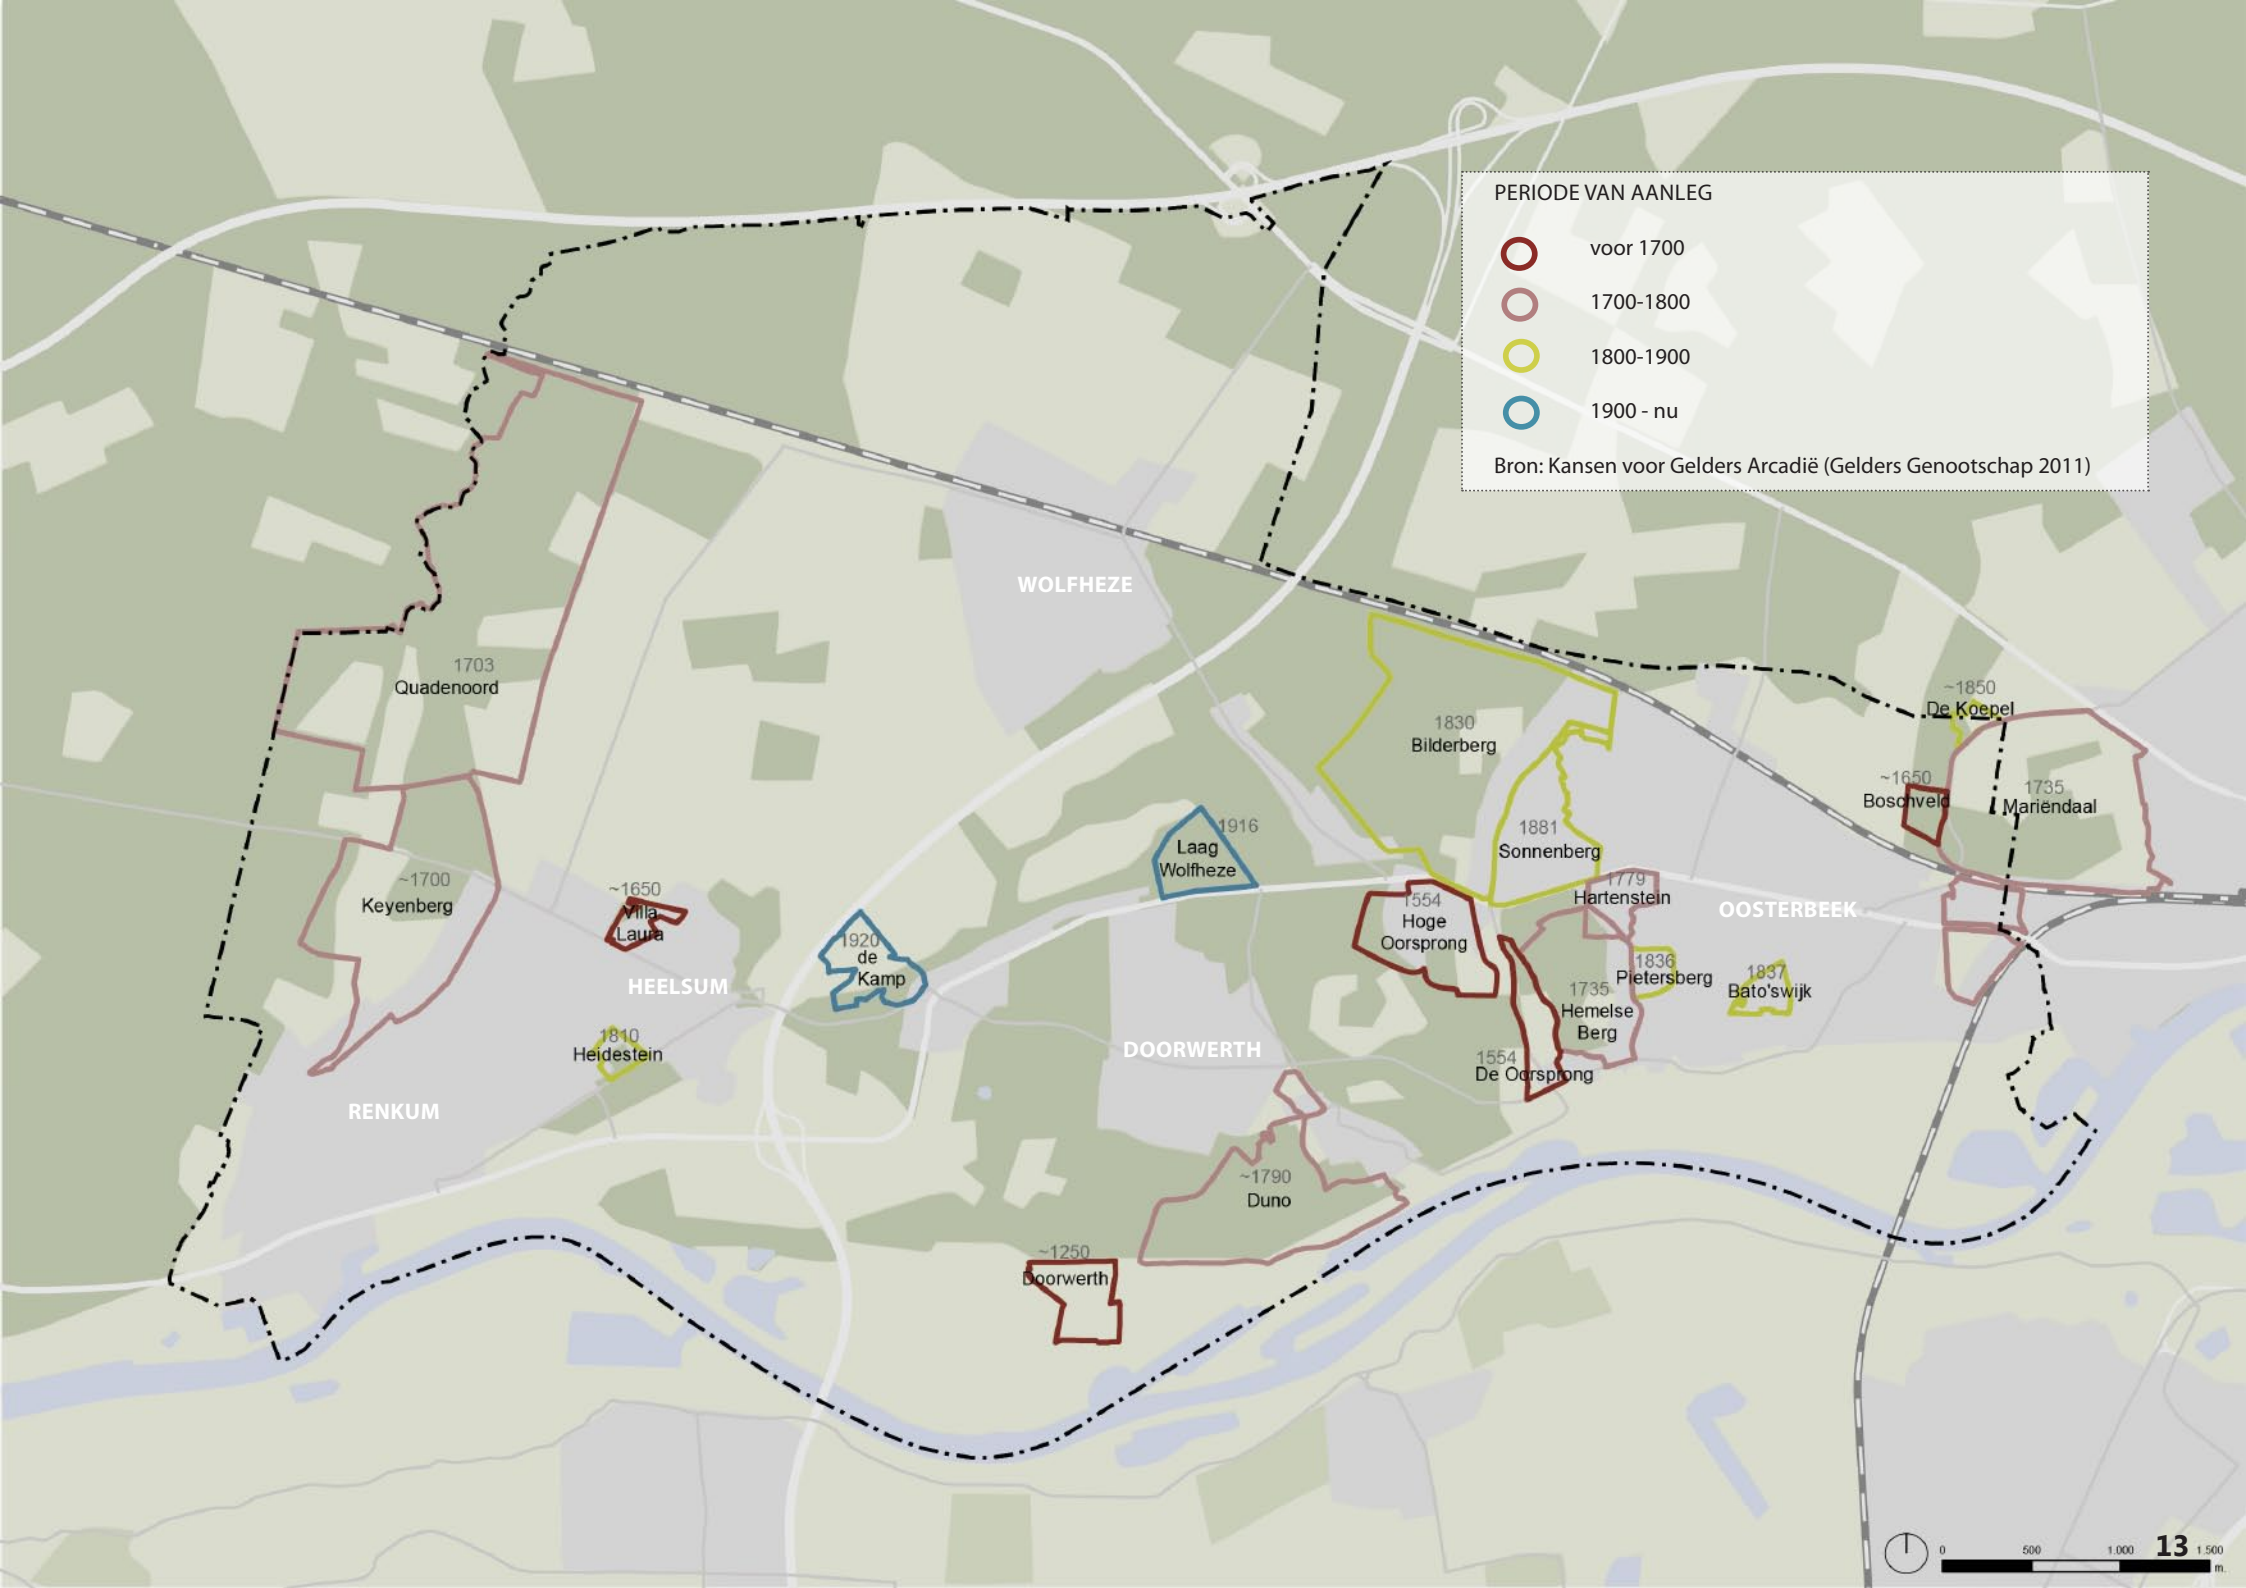 PERIODE VAN AANLEG
voor 1700
1700-1800
1800-1900
1900 - nu
Bron: Kansen voor Gelders Arcadië (Gelders Genootschap 2011)
WOLFHEZE
1703
Quadenoord
~1850
De Koepel
1830
Bilderberg
~1650
Boschveld
1735
Mariëndaal
1916
Laag
Wolfheze
1881
Sonnenberg
~1700
Keyenberg
~1650
Villa
Laura
1779
Hartenstein
OOSTERBEEK
1554
Hoge
Oorsprong
1920
de
Kamp
HEELSUM
1836
Pietersberg
1837
Bato'swijk
1735
Hemelse
Berg
1810
Heidestein
DOORWERTH
1554
De Oorsprong
RENKUM
~1790
Duno
~1250
Doorwerth
0 500 1.000 1.500
m.
13